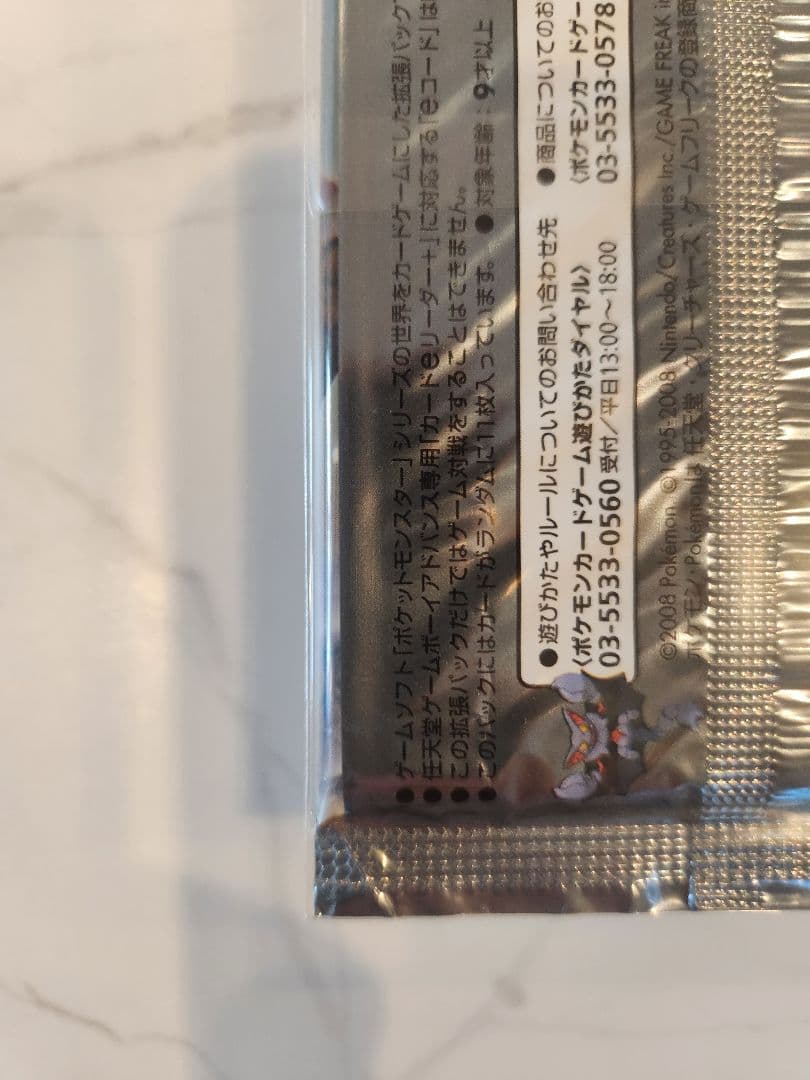 ●ゲームソフト「ポケットモンスター」シリーズの世界をカードゲームにした拡張パック
●任天堂ゲームボーイアドバンス専用「カードeリーダー+」に対応する「eコード」は
●この拡張パックだけではゲーム対戦をすることはできません。
●このパックにはカードがランダムに11枚入っています。 ●対象年齢：9才以上
●遊びかたやルールについてのお問い合わせ先
〈ポケモンカードゲーム遊びかたダイヤル〉
03-5533-0560 受付／平日13:00〜18:00
●商品についてのお
〈ポケモンカードゲー
03-5533-0578
©2008 Pokémon ©1995-2008 Nintendo/Creatures Inc./GAME FREAK in
ポケモン・Pokémonは 任天堂・クリーチャーズ・ゲームフリークの登録商